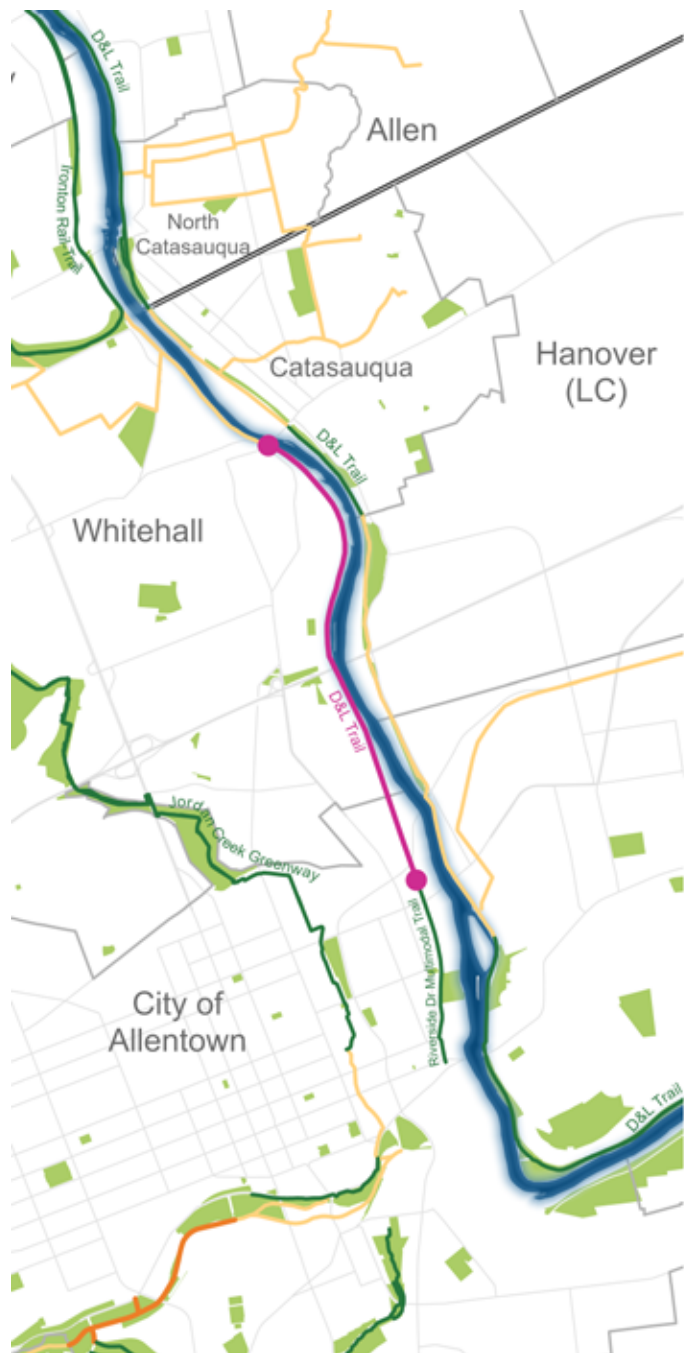 D&L Trail
Allen
Ironton Rail-Trail
North
Catasauqua
Catasauqua
Hanover
(LC)
D&L Trail
Whitehall
D&L Trail
Jordan Creek Greenway
Riverside Dr Multimodal Trail
City of
Allentown
D&L Trail